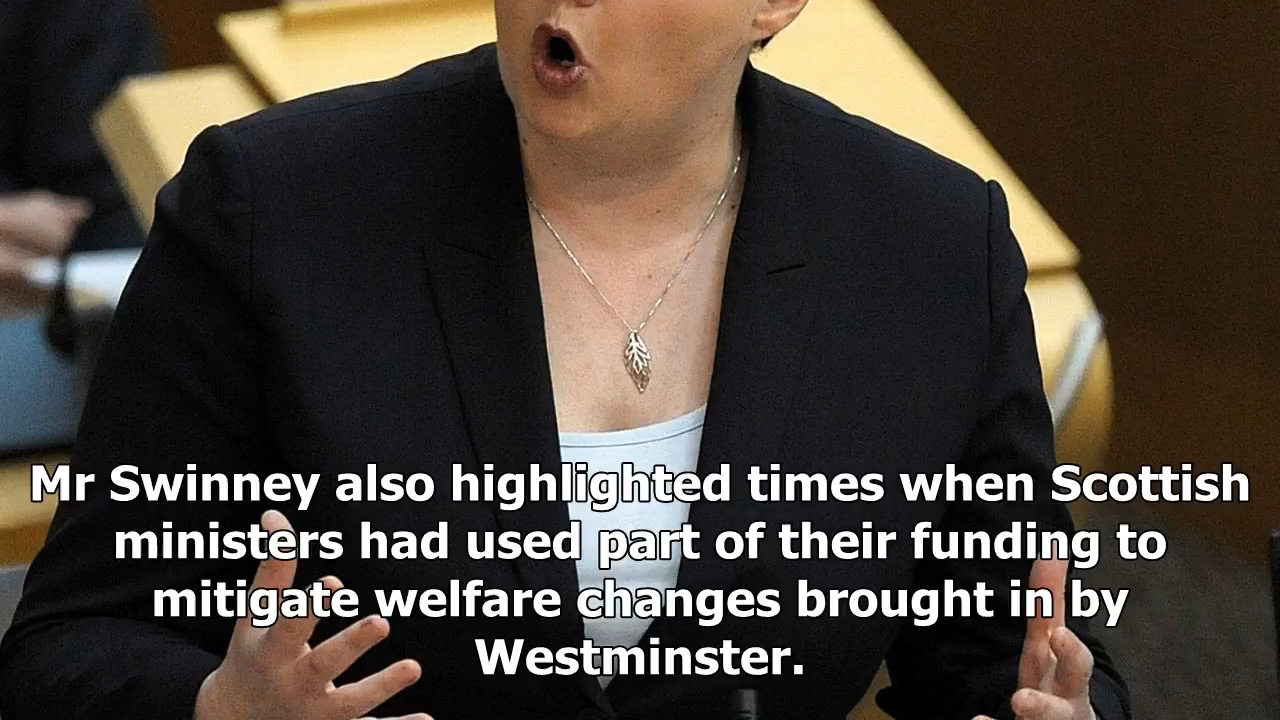 Mr Swinney also highlighted times when Scottish
ministers had used part of their funding to
mitigate welfare changes brought in by
Westminster.